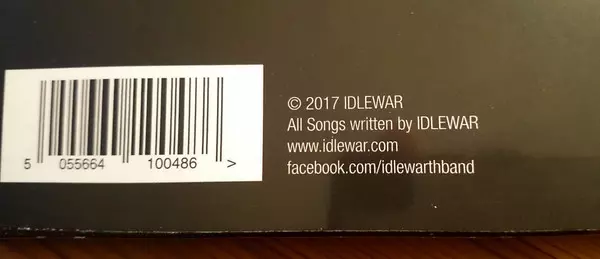 © 2017 IDLEWAR
All Songs written by IDLEWAR
www.idlewar.com
facebook.com/idlewarthband
5 055664 100486 >